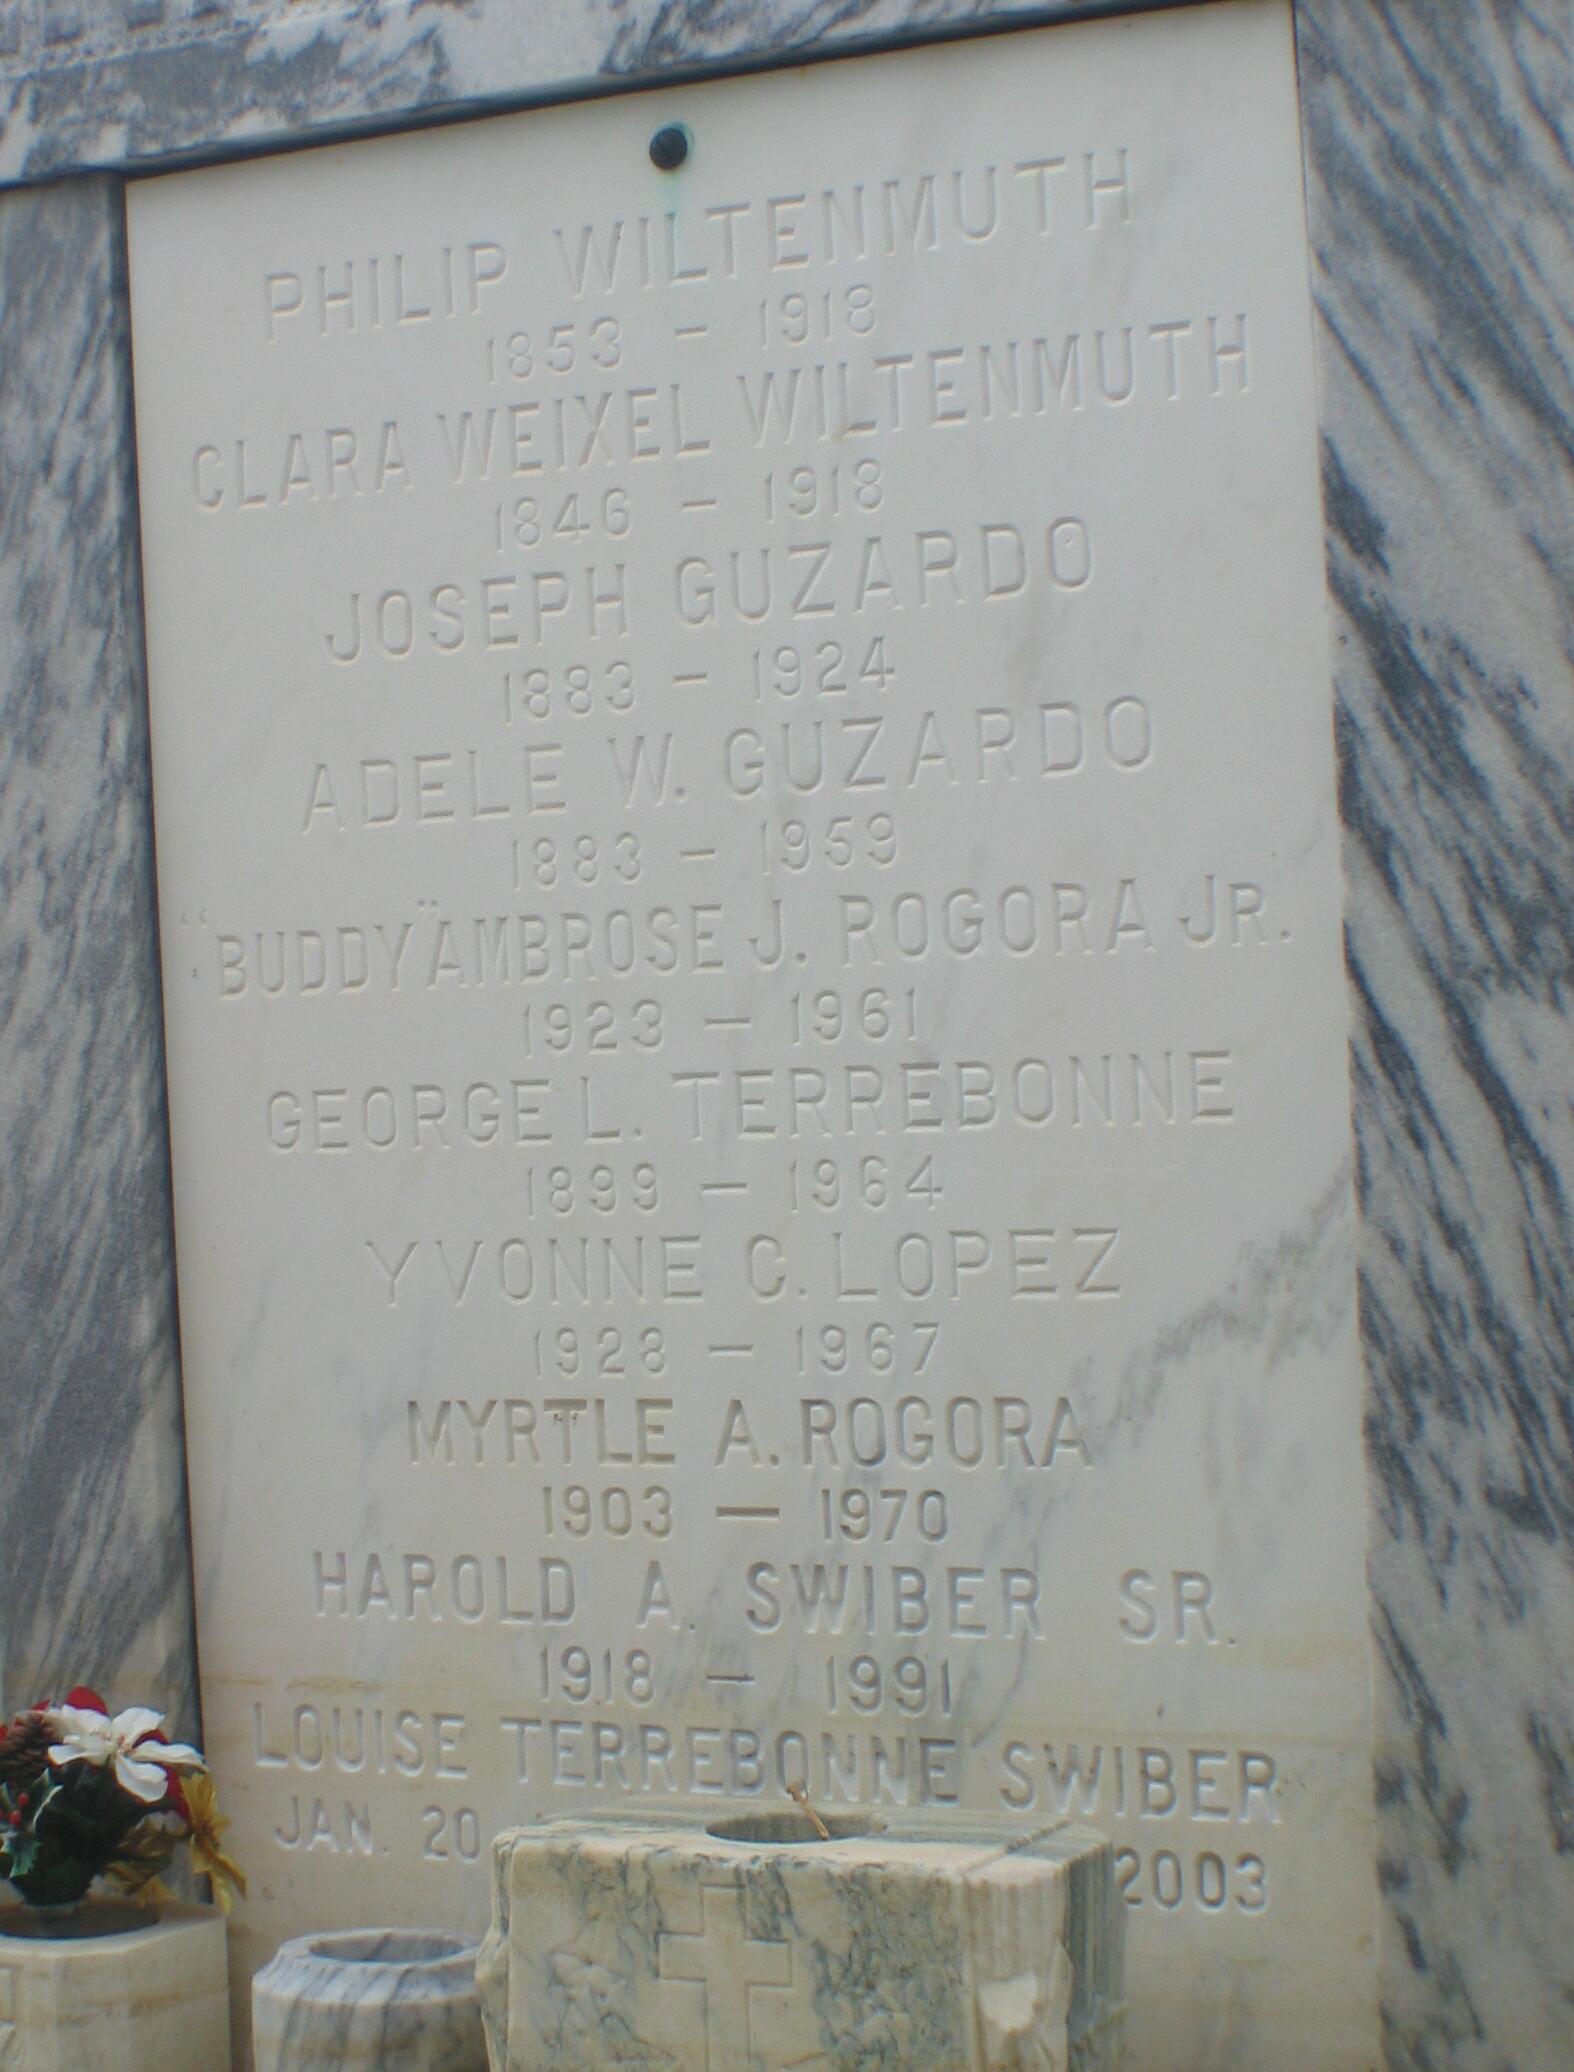 PHILIP WILTENMUTH
1853 - 1918
CLARA WEIXEL WILTENMUTH
1846 - 1918
JOSEPH GUZARDO
1883 - 1924
ADELE W. GUZARDO
1883 - 1959
"BUDDY" AMBROSE J. ROGORA JR.
1923 - 1961
GEORGE L. TERREBONNE
1899 - 1964
YVONNE C. LOPEZ
1928 - 1967
MYRTLE A. ROGORA
1903 - 1970
HAROLD A. SWIBER SR.
1918 - 1991
LOUISE TERREBONNE SWIBER
JAN. 20 2003